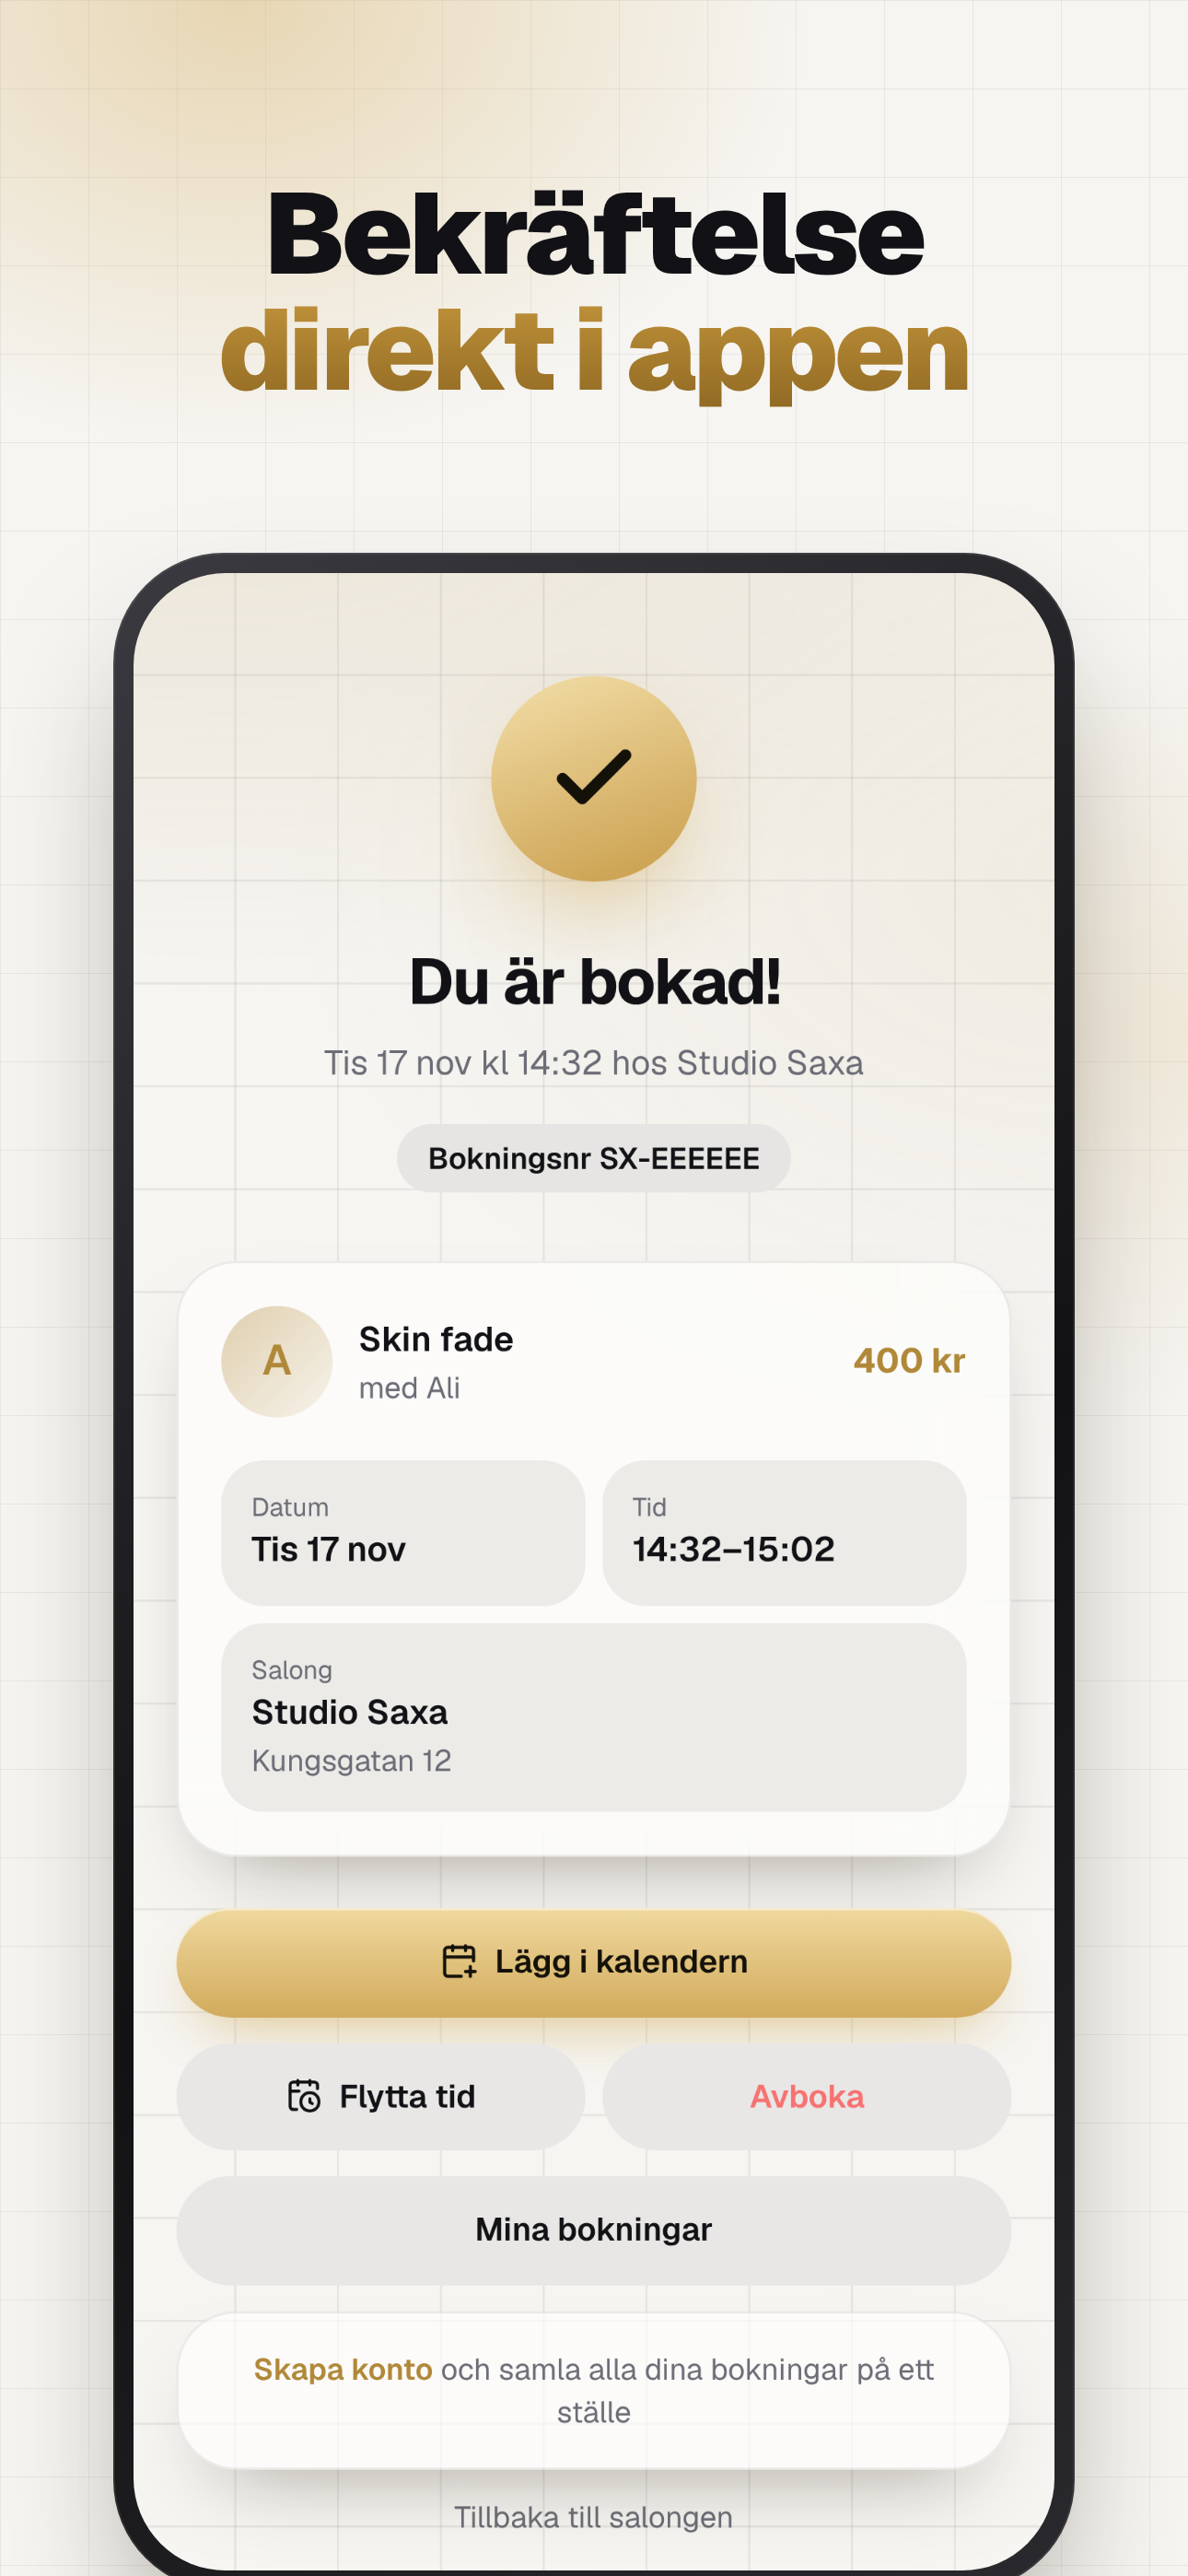 Bekräftelse
direkt i appen
Du är bokad!
Tis 17 nov kl 14:32 hos Studio Saxa
Bokningsnr SX-EEEEEE
A
Skin fade
med Ali
400 kr
Datum
Tis 17 nov
Tid
14:32–15:02
Salong
Studio Saxa
Kungsgatan 12
Lägg i kalendern
Flytta tid
Avboka
Mina bokningar
Skapa konto och samla alla dina bokningar på ett
ställe
Tillbaka till salongen